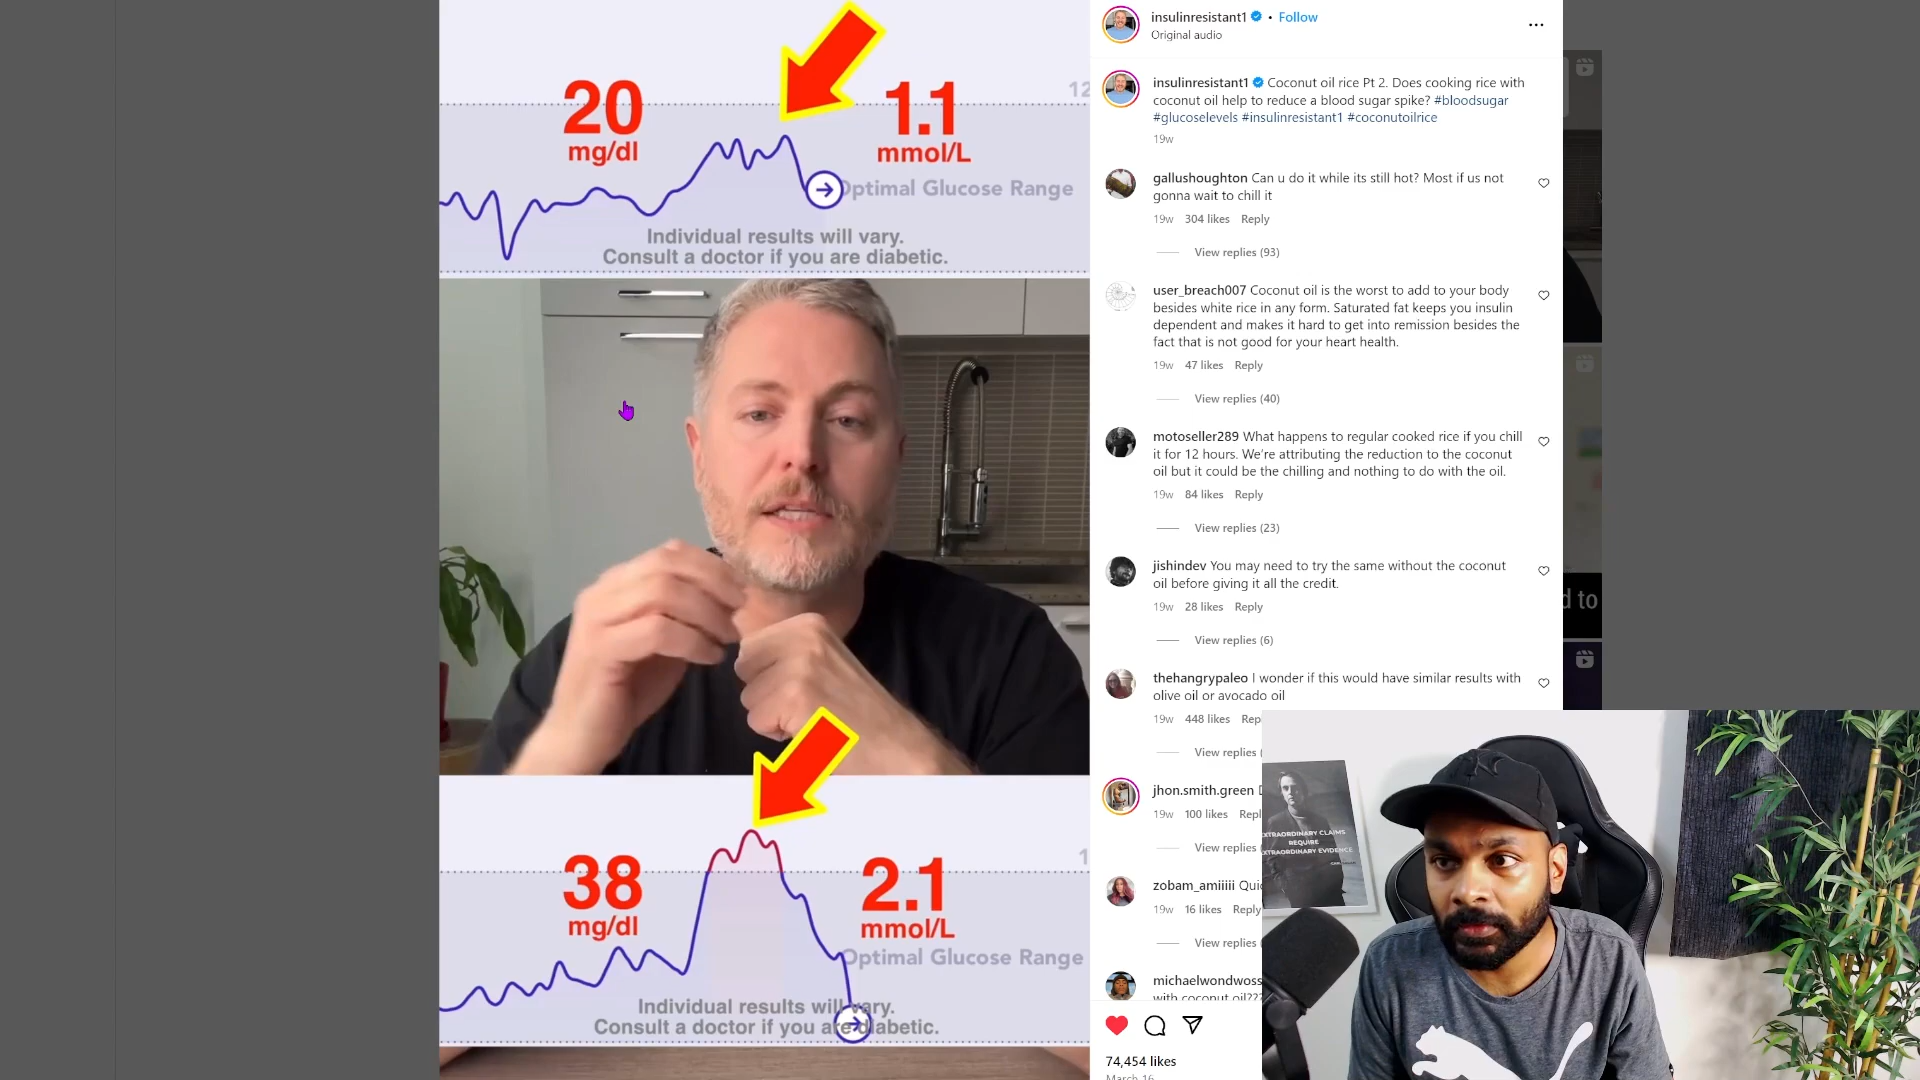 20
mg/dl
1.1
mmol/L
12
Optimal Glucose Range
Individual results will vary.
Consult a doctor if you are diabetic.
38
mg/dl
2.1
mmol/L
1
Optimal Glucose Range
Individual results will vary.
Consult a doctor if you are diabetic.
insulinresistant1 • Follow
Original audio
insulinresistant1 Coconut oil rice Pt 2. Does cooking rice with
coconut oil help to reduce a blood sugar spike? #bloodsugar
#glucoselevels #insulinresistant1 #coconutoilrice
19w
gallushoughton Can u do it while its still hot? Most if us not
gonna wait to chill it
19w 304 likes Reply
View replies (93)
user_breach007 Coconut oil is the worst to add to your body
besides white rice in any form. Saturated fat keeps you insulin
dependent and makes it hard to get into remission besides the
fact that is not good for your heart health.
19w 47 likes Reply
View replies (40)
motoseller289 What happens to regular cooked rice if you chill
it for 12 hours. We're attributing the reduction to the coconut
oil but it could be the chilling and nothing to do with the oil.
19w 84 likes Reply
View replies (23)
jishindev You may need to try the same without the coconut
oil before giving it all the credit.
19w 28 likes Reply
View replies (6)
thehangrypaleo I wonder if this would have similar results with
olive oil or avocado oil
19w 448 likes Rep
View replies
jhon.smith.green
19w 100 likes Repl
View replies
zobam_amiiiii Quic
19w 16 likes Reply
View replies
michaelwondwoss
with coconut oil???
74,454 likes
March 16
d to
EXTRAORDINARY CLAIMS
REQUIRE
EXTRAORDINARY EVIDENCE